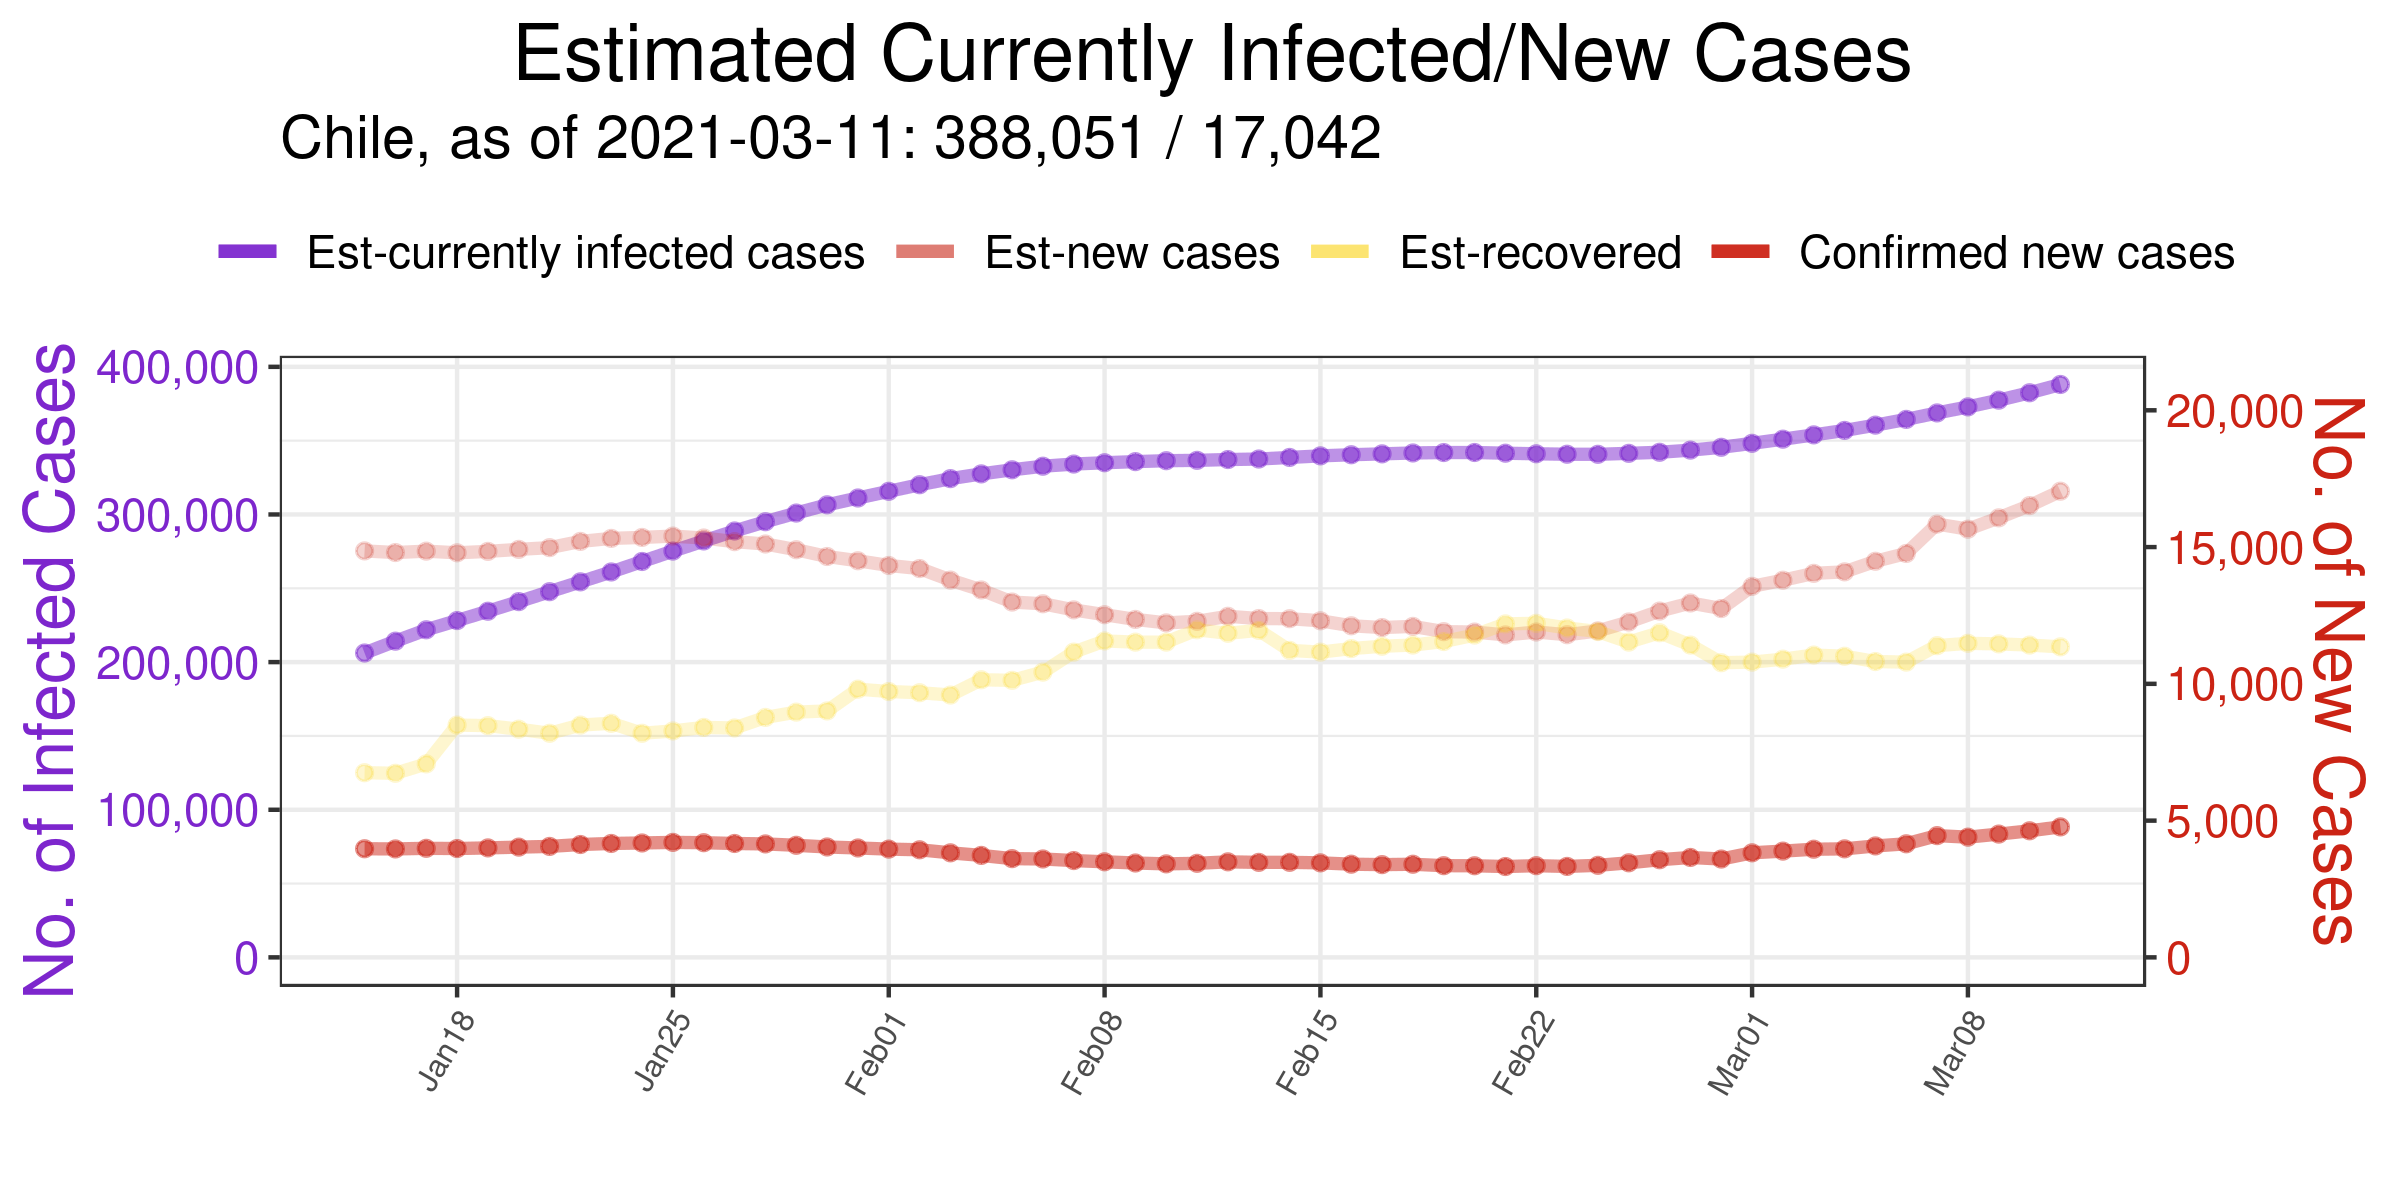 Estimated Currently Infected/New Cases
Chile, as of 2021-03-11: 388,051 / 17,042
Est-currently infected cases Est-new cases Est-recovered Confirmed new cases
No. of Infected Cases
400,000
300,000
200,000
100,000
0
20,000
15,000
10,000
5,000
0
No. of New Cases
Jan18 Jan25 Feb01 Feb08 Feb15 Feb22 Mar01 Mar08